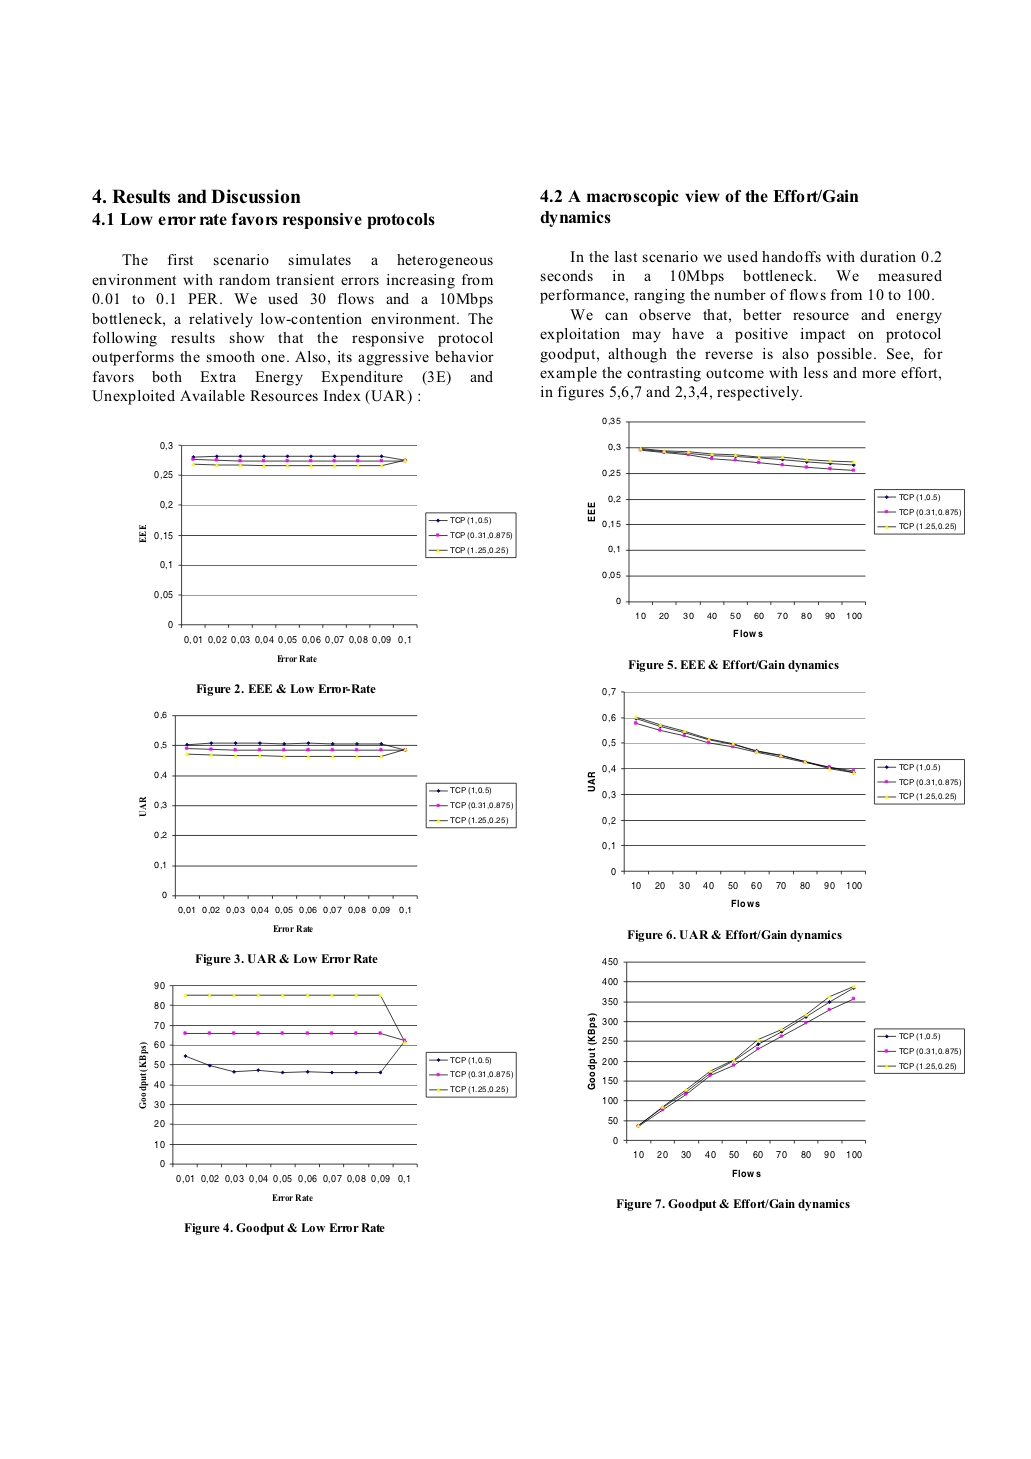 4. Results and Discussion
4.1 Low error rate favors responsive protocols
The first scenario simulates a heterogeneous
environment with random transient errors increasing from
0.01 to 0.1 PER. We used 30 flows and a 10Mbps
bottleneck, a relatively low-contention environment. The
following results show that the responsive protocol
outperforms the smooth one. Also, its aggressive behavior
favors both Extra Energy Expenditure (3E) and
Unexploited Available Resources Index (UAR) :
0,3
0,25
0,2
0,15
0,1
0,05
0
EEE
0,01 0,02 0,03 0,04 0,05 0,06 0,07 0,08 0,09 0,1
Error Rate
TCP (1,0.5)
TCP (0.31,0.875)
TCP (1.25,0.25)
Figure 2. EEE & Low Error-Rate
0,6
0,5
0,4
0,3
0,2
0,1
0
UAR
0,01 0,02 0,03 0,04 0,05 0,06 0,07 0,08 0,09 0,1
Error Rate
TCP (1,0.5)
TCP (0.31,0.875)
TCP (1.25,0.25)
Figure 3. UAR & Low Error Rate
90
80
70
60
50
40
30
20
10
0
Goodput (KBps)
0,01 0,02 0,03 0,04 0,05 0,06 0,07 0,08 0,09 0,1
Error Rate
TCP (1,0.5)
TCP (0.31,0.875)
TCP (1.25,0.25)
Figure 4. Goodput & Low Error Rate
4.2 A macroscopic view of the Effort/Gain
dynamics
In the last scenario we used handoffs with duration 0.2
seconds in a 10Mbps bottleneck. We measured
performance, ranging the number of flows from 10 to 100.
We can observe that, better resource and energy
exploitation may have a positive impact on protocol
goodput, although the reverse is also possible. See, for
example the contrasting outcome with less and more effort,
in figures 5,6,7 and 2,3,4, respectively.
0,35
0,3
0,25
0,2
0,15
0,1
0,05
0
EEE
10 20 30 40 50 60 70 80 90 100
Flows
TCP (1,0.5)
TCP (0.31,0.875)
TCP (1.25,0.25)
Figure 5. EEE & Effort/Gain dynamics
0,7
0,6
0,5
0,4
0,3
0,2
0,1
0
UAR
10 20 30 40 50 60 70 80 90 100
Flows
TCP (1,0.5)
TCP (0.31,0.875)
TCP (1.25,0.25)
Figure 6. UAR & Effort/Gain dynamics
450
400
350
300
250
200
150
100
50
0
Goodput (KBps)
10 20 30 40 50 60 70 80 90 100
Flows
TCP (1,0.5)
TCP (0.31,0.875)
TCP (1.25,0.25)
Figure 7. Goodput & Effort/Gain dynamics